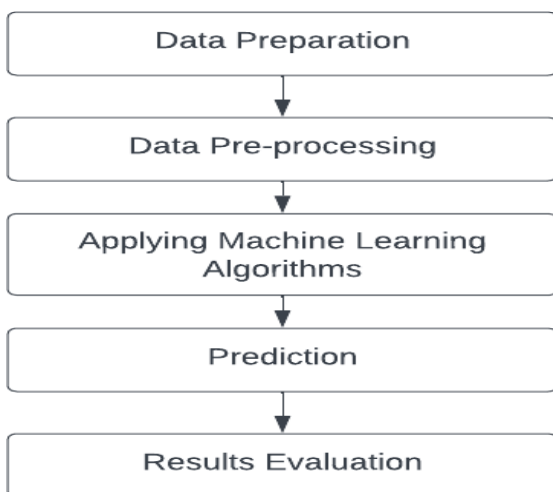 Data Preparation
Data Pre-processing
Applying Machine Learning
Algorithms
Prediction
Results Evaluation